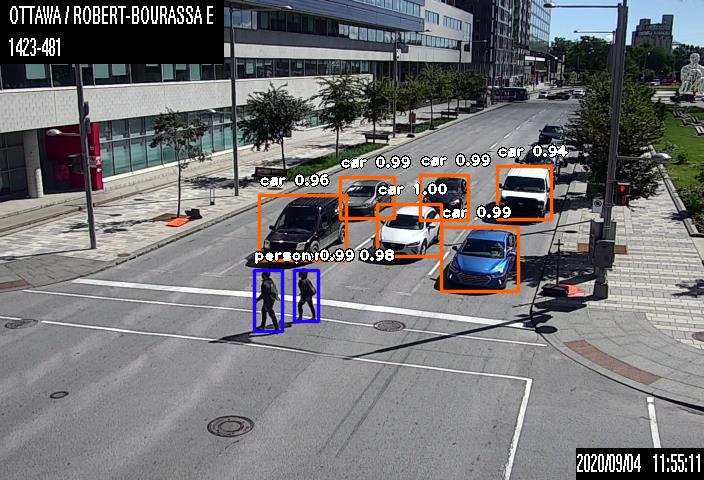 OTTAWA / ROBERT-BOURASSA E
1423-481
car 0.94
car 0.99
car 0.99
car 0.96
car 1.00
car 0.99
person 0.99
0.98
2020/09/04 11:55:11